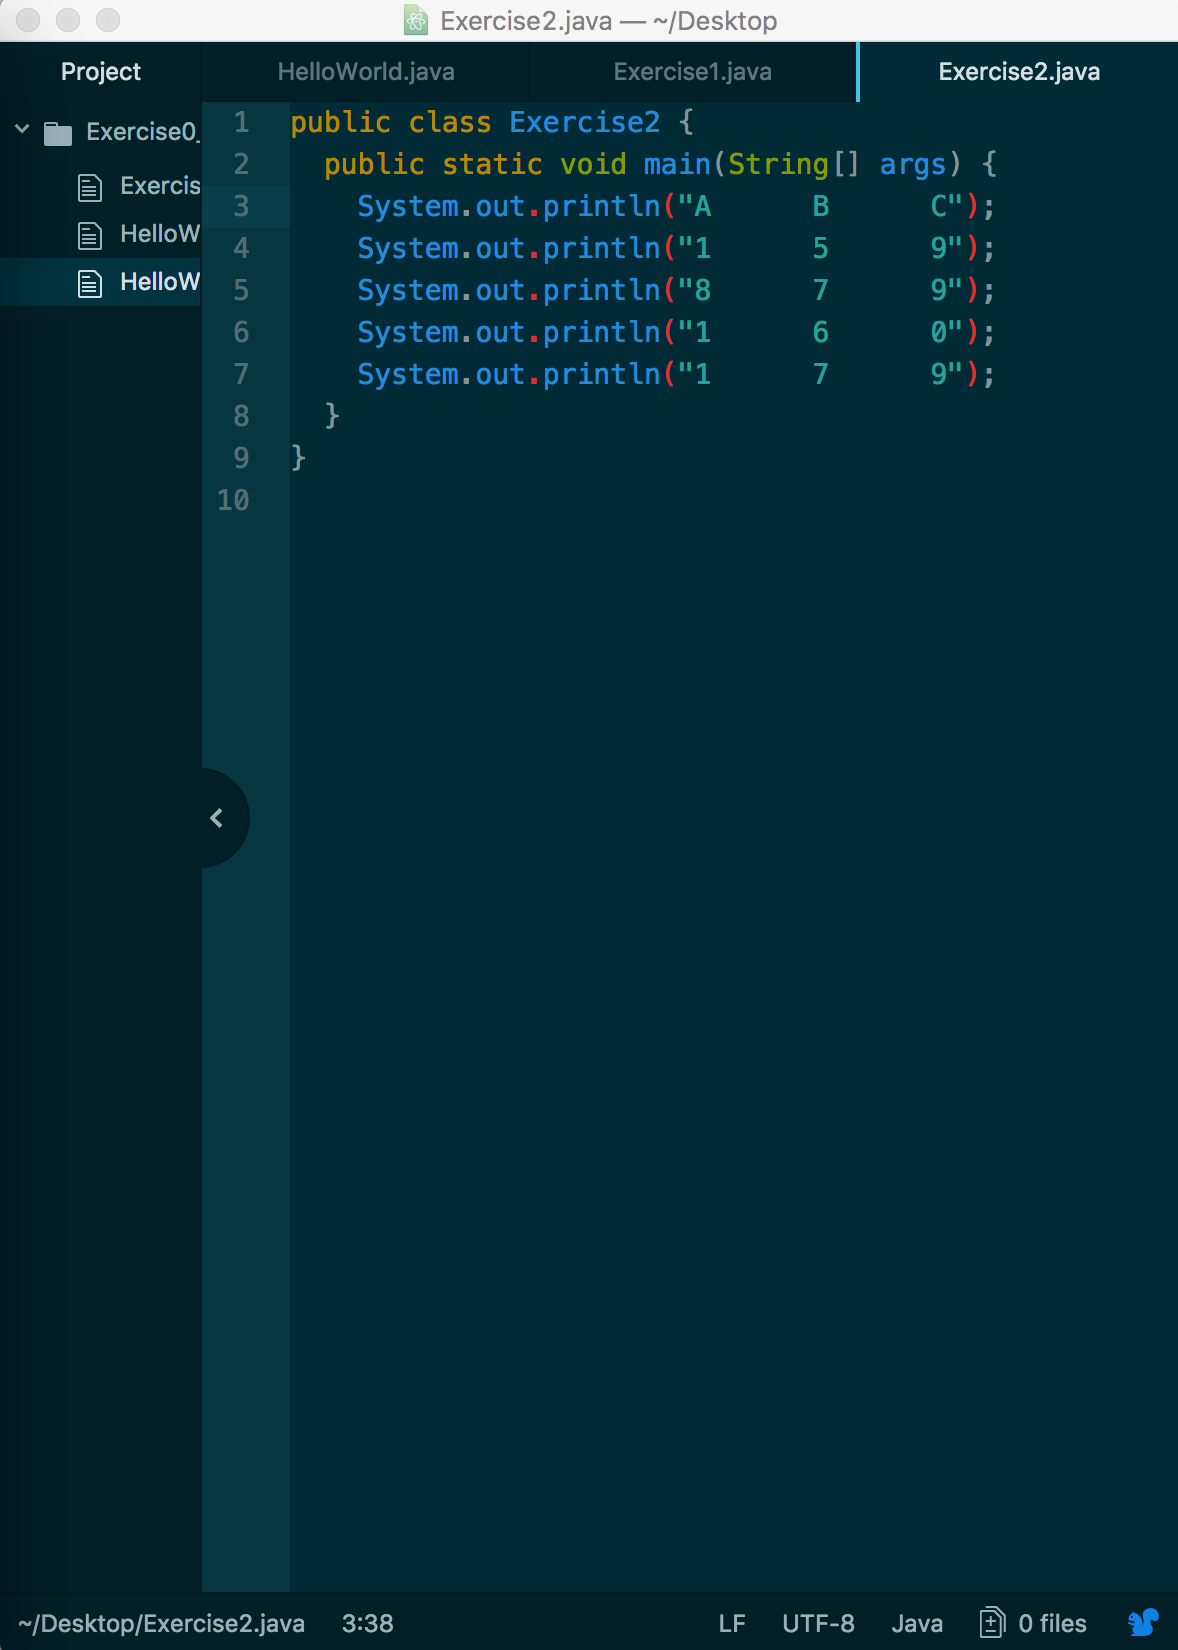 Exercise2.java — ~/Desktop
Project
HelloWorld.java
Exercise1.java
Exercise2.java
Exercise0_
Exercis
HelloW
HelloW
1 public class Exercise2 {
2   public static void main(String[] args) {
3     System.out.println("A      B      C");
4     System.out.println("1      5      9");
5     System.out.println("8      7      9");
6     System.out.println("1      6      0");
7     System.out.println("1      7      9");
8   }
9 }
10
~/Desktop/Exercise2.java 3:38 LF UTF-8 Java 0 files